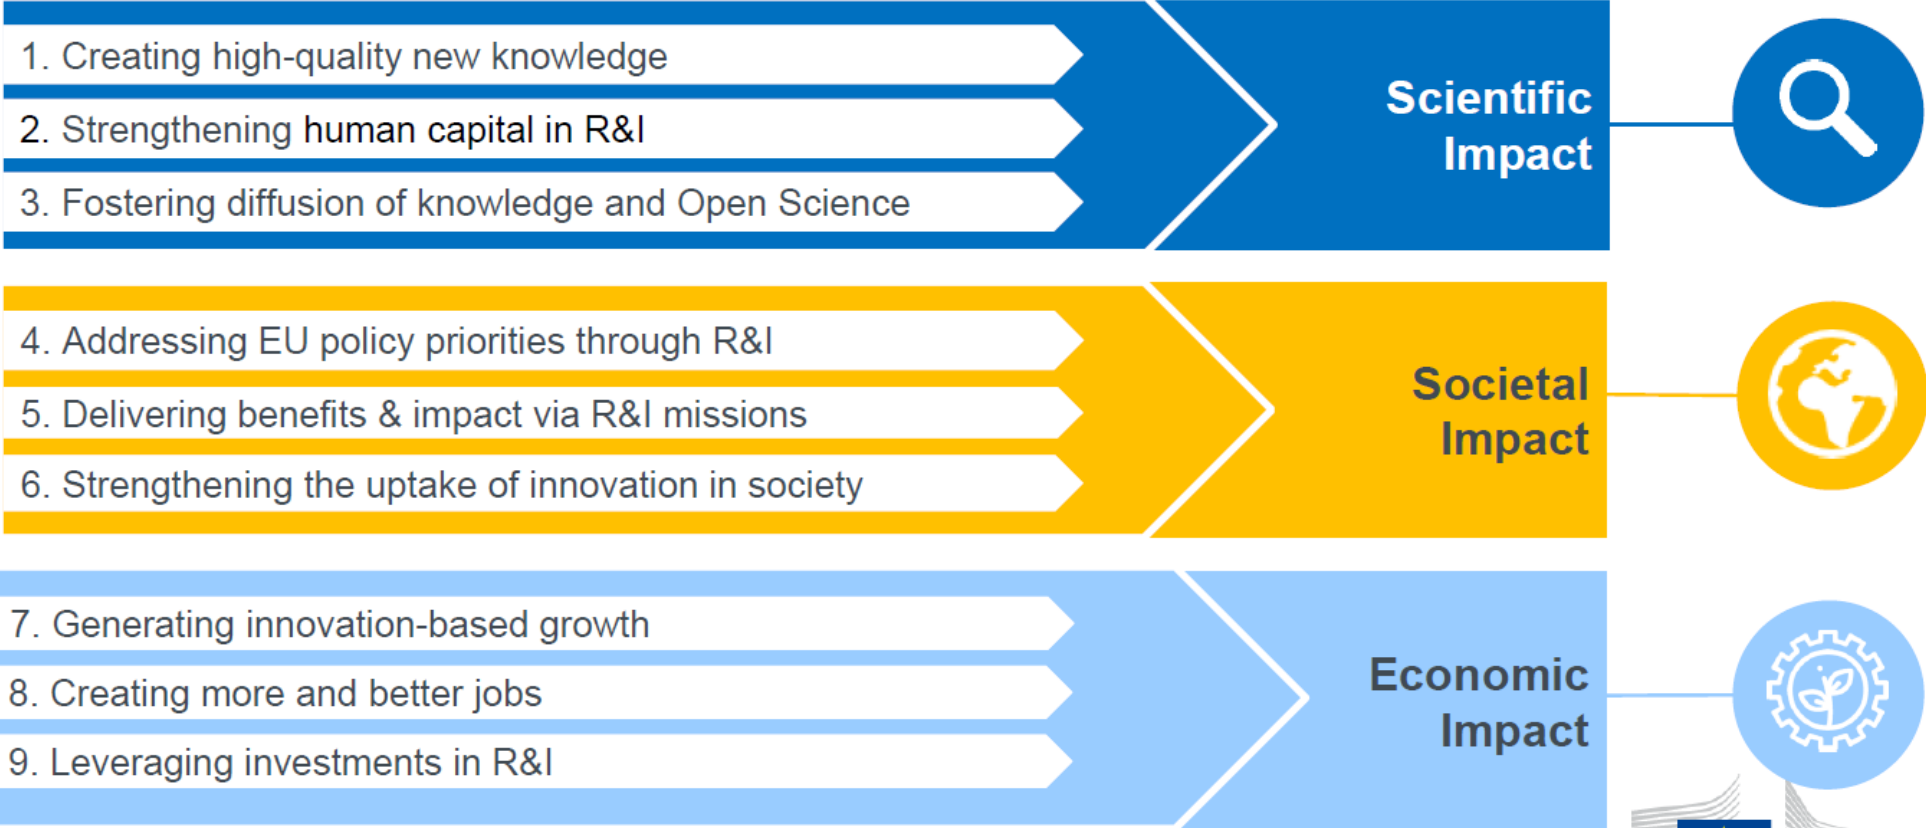 1. Creating high-quality new knowledge
2. Strengthening human capital in R&I
3. Fostering diffusion of knowledge and Open Science
Scientific
Impact
4. Addressing EU policy priorities through R&I
5. Delivering benefits & impact via R&I missions
6. Strengthening the uptake of innovation in society
Societal
Impact
7. Generating innovation-based growth
8. Creating more and better jobs
9. Leveraging investments in R&I
Economic
Impact